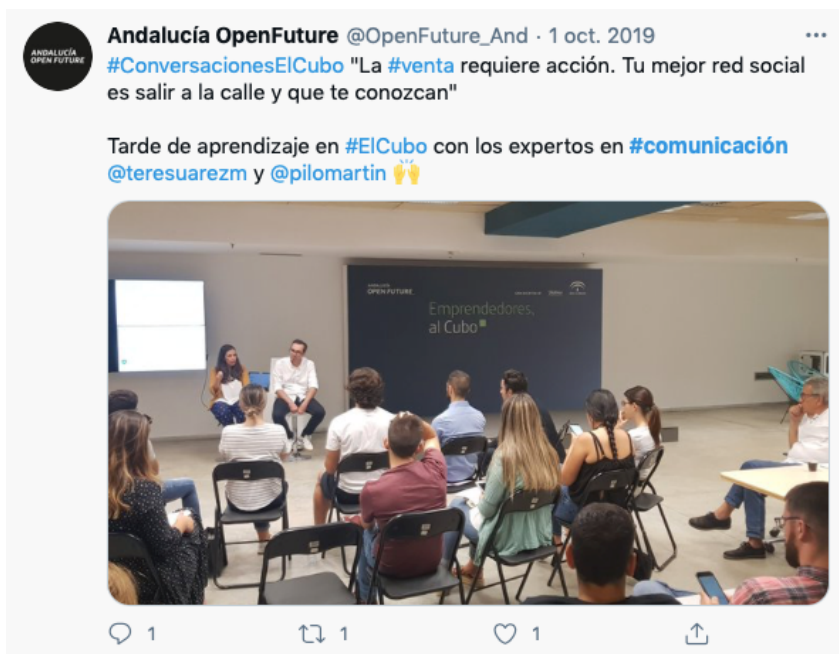 ANDALUCÍA
OPEN FUTURE
Andalucía OpenFuture @OpenFuture_And · 1 oct. 2019
#ConversacionesElCubo "La #venta requiere acción. Tu mejor red social
es salir a la calle y que te conozcan"
Tarde de aprendizaje en #ElCubo con los expertos en #comunicación
@teresuarezm y @pilomartin 🙌
ANDALUCÍA
OPEN FUTURE
Emprendedores,
al Cubo
1 1 1